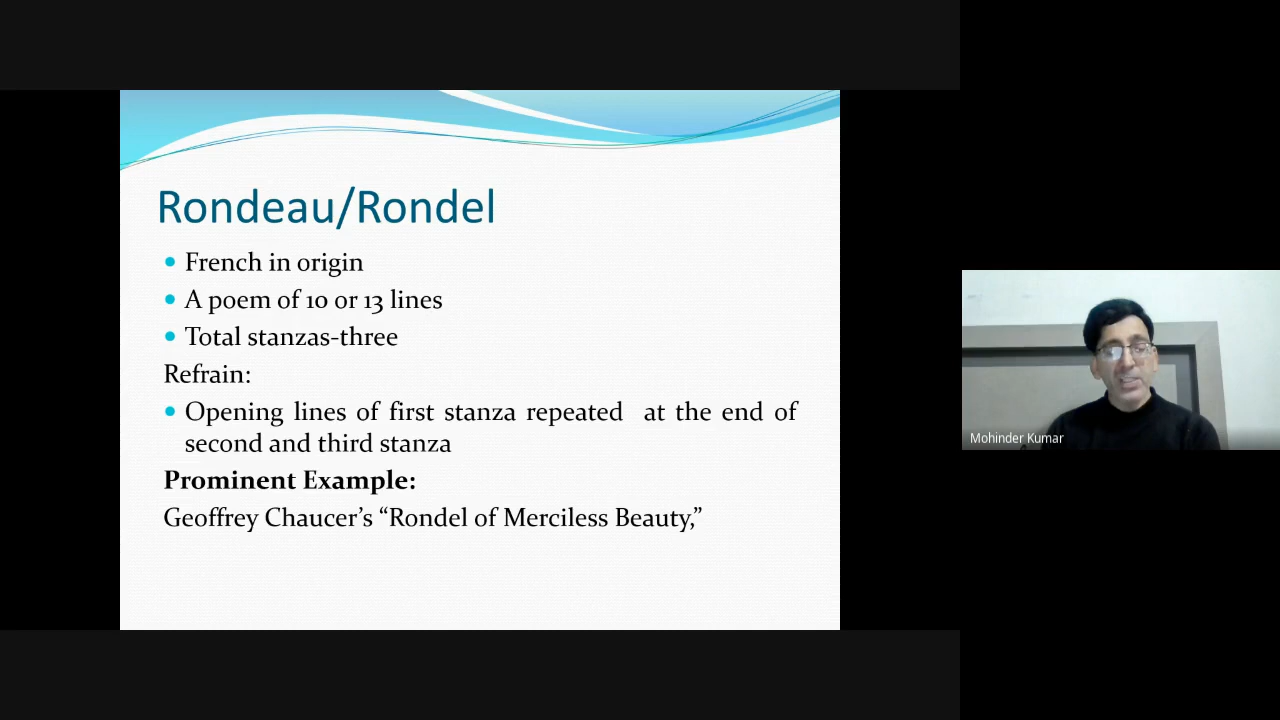 Rondeau/Rondel
French in origin
A poem of 10 or 13 lines
Total stanzas-three
Refrain:
Opening lines of first stanza repeated at the end of
second and third stanza
Prominent Example:
Geoffrey Chaucer's “Rondel of Merciless Beauty,”
Mohinder Kumar